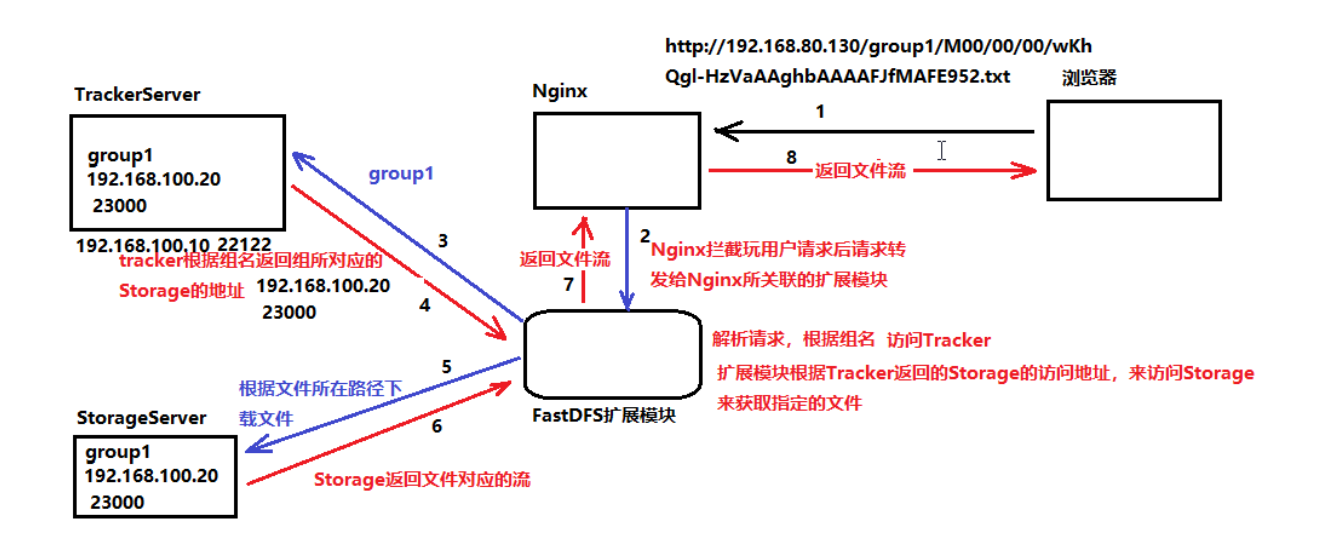 http://192.168.80.130/group1/M00/00/00/wKh
Qgl-HzVaAAghbAAAAFJfMAFE952.txt
浏览器
Nginx
TrackerServer
group1
192.168.100.20
23000
192.168.100.10 22122
group1
1
8
返回文件流
3
2
Nginx拦截玩用户请求后请求转
发给Nginx所关联的扩展模块
返回文件流
7
tracker根据组名返回组所对应的
Storage的地址
192.168.100.20
23000
4
解析请求，根据组名 访问Tracker
扩展模块根据Tracker返回的Storage的访问地址，来访问Storage
来获取指定的文件
FastDFS扩展模块
5
根据文件所在路径下
载文件
6
StorageServer
group1
192.168.100.20
23000
Storage返回文件对应的流